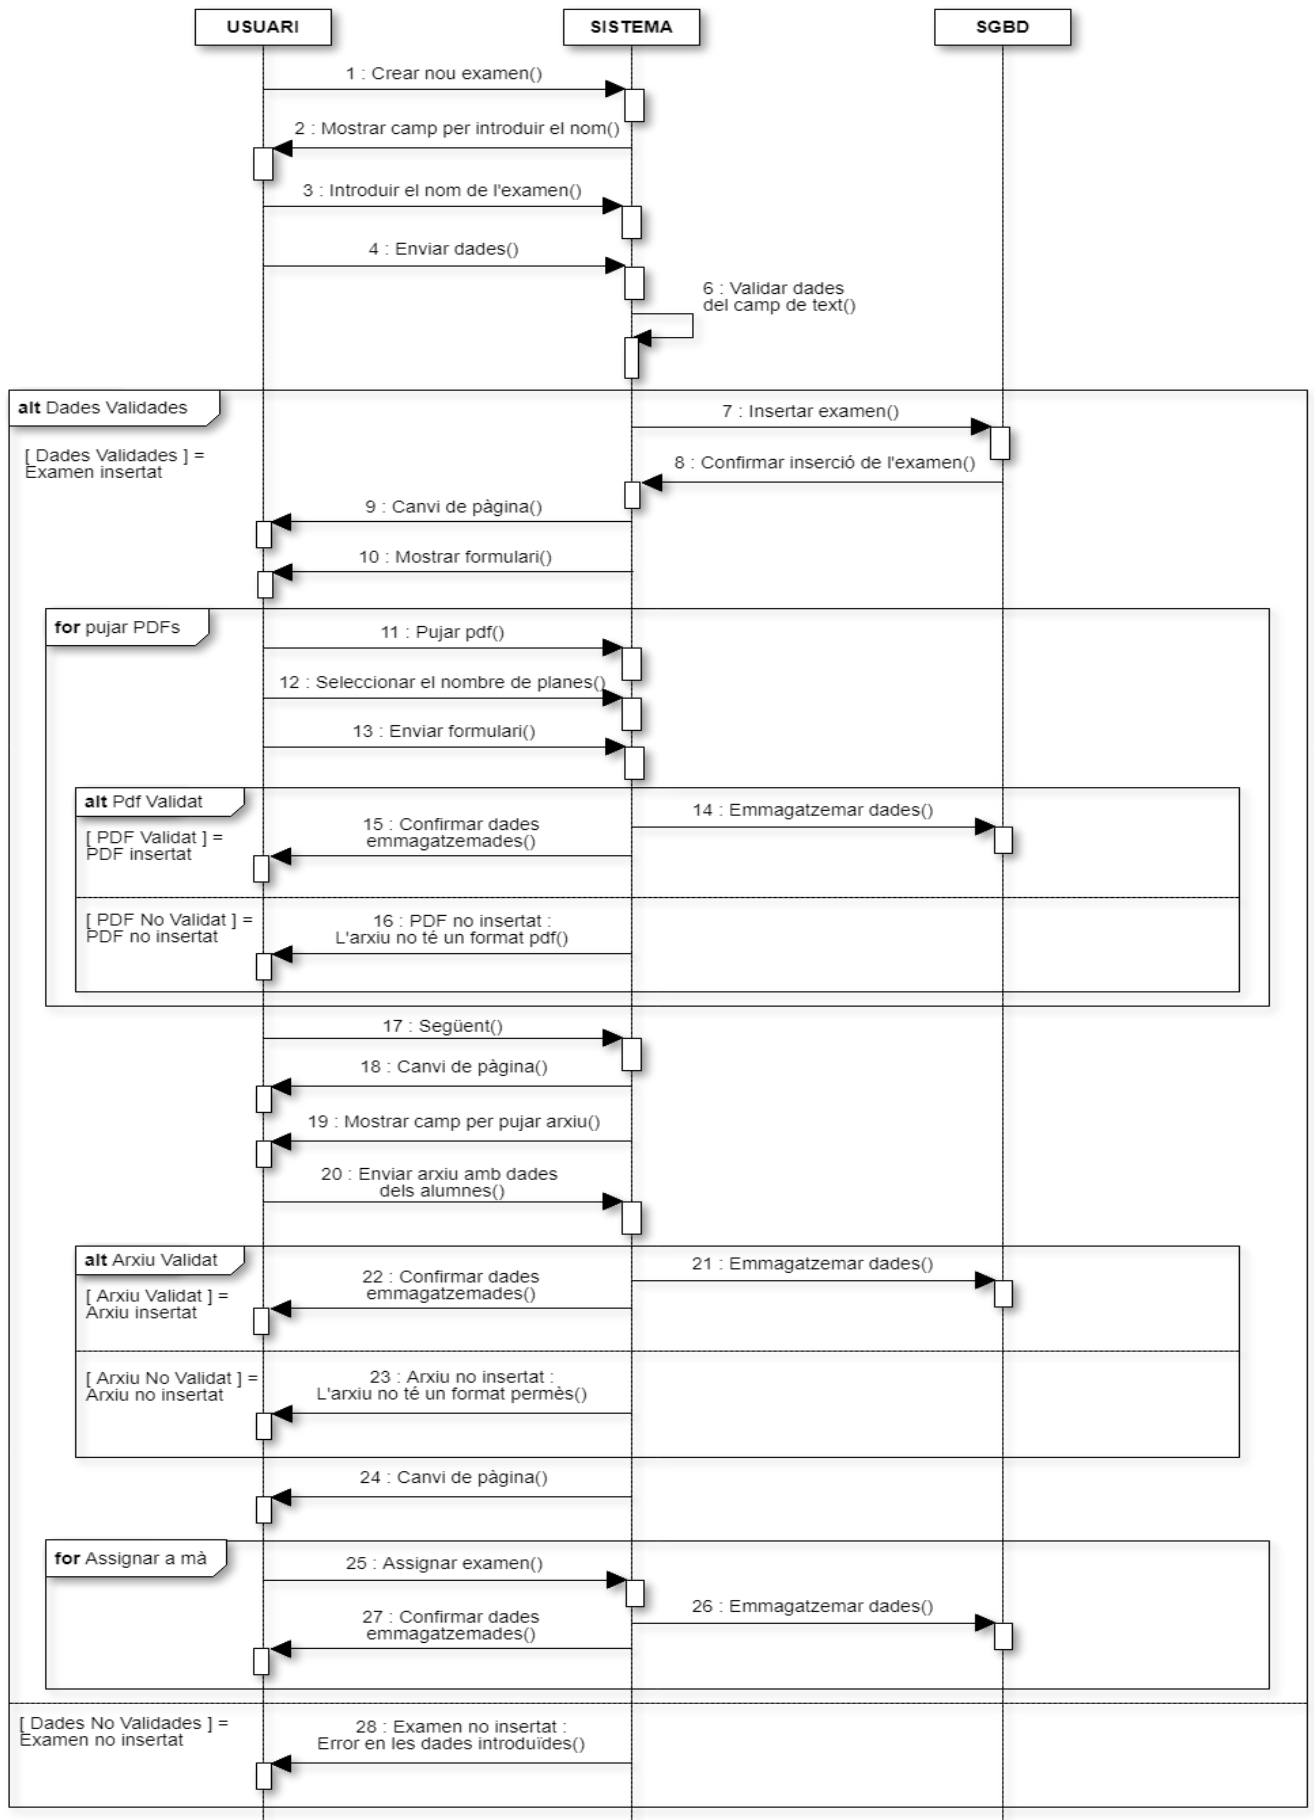 USUARI
SISTEMA
SGBD
1 : Crear nou examen()
2 : Mostrar camp per introduir el nom()
3 : Introduir el nom de l'examen()
4 : Enviar dades()
6 : Validar dades
del camp de text()
alt Dades Validades
7 : Insertar examen()
[ Dades Validades ] =
Examen insertat
8 : Confirmar inserció de l'examen()
9 : Canvi de pàgina()
10 : Mostrar formulari()
for pujar PDFs
11 : Pujar pdf()
12 : Seleccionar el nombre de planes()
13 : Enviar formulari()
alt Pdf Validat
14 : Emmagatzemar dades()
[ PDF Validat ] =
PDF insertat
15 : Confirmar dades
emmagatzemades()
[ PDF No Validat ] =
PDF no insertat
16 : PDF no insertat :
L'arxiu no té un format pdf()
17 : Següent()
18 : Canvi de pàgina()
19 : Mostrar camp per pujar arxiu()
20 : Enviar arxiu amb dades
dels alumnes()
alt Arxiu Validat
21 : Emmagatzemar dades()
[ Arxiu Validat ] =
Arxiu insertat
22 : Confirmar dades
emmagatzemades()
[ Arxiu No Validat ] =
Arxiu no insertat
23 : Arxiu no insertat :
L'arxiu no té un format permès()
24 : Canvi de pàgina()
for Assignar a mà
25 : Assignar examen()
26 : Emmagatzemar dades()
27 : Confirmar dades
emmagatzemades()
[ Dades No Validades ] =
Examen no insertat
28 : Examen no insertat :
Error en les dades introduïdes()